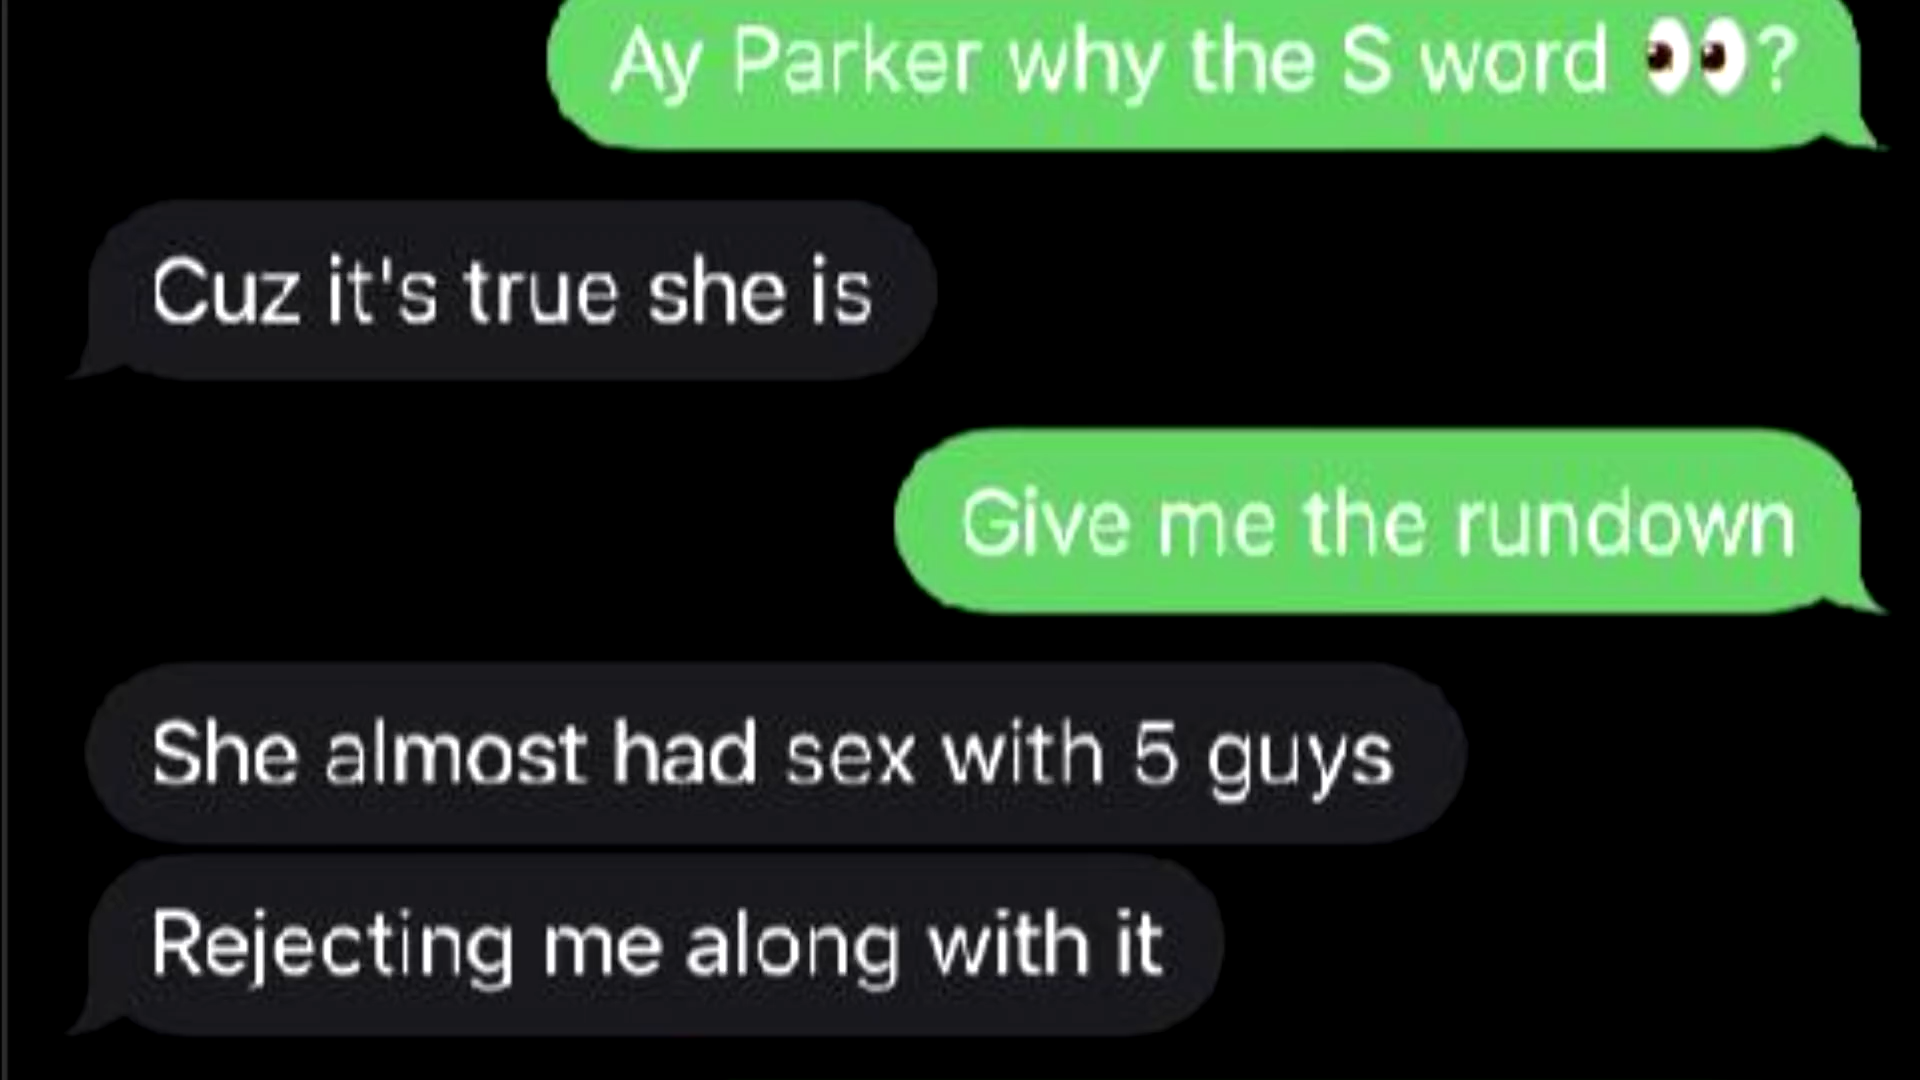 Ay Parker why the S word 👀?
Cuz it's true she is
Give me the rundown
She almost had sex with 5 guys
Rejecting me along with it